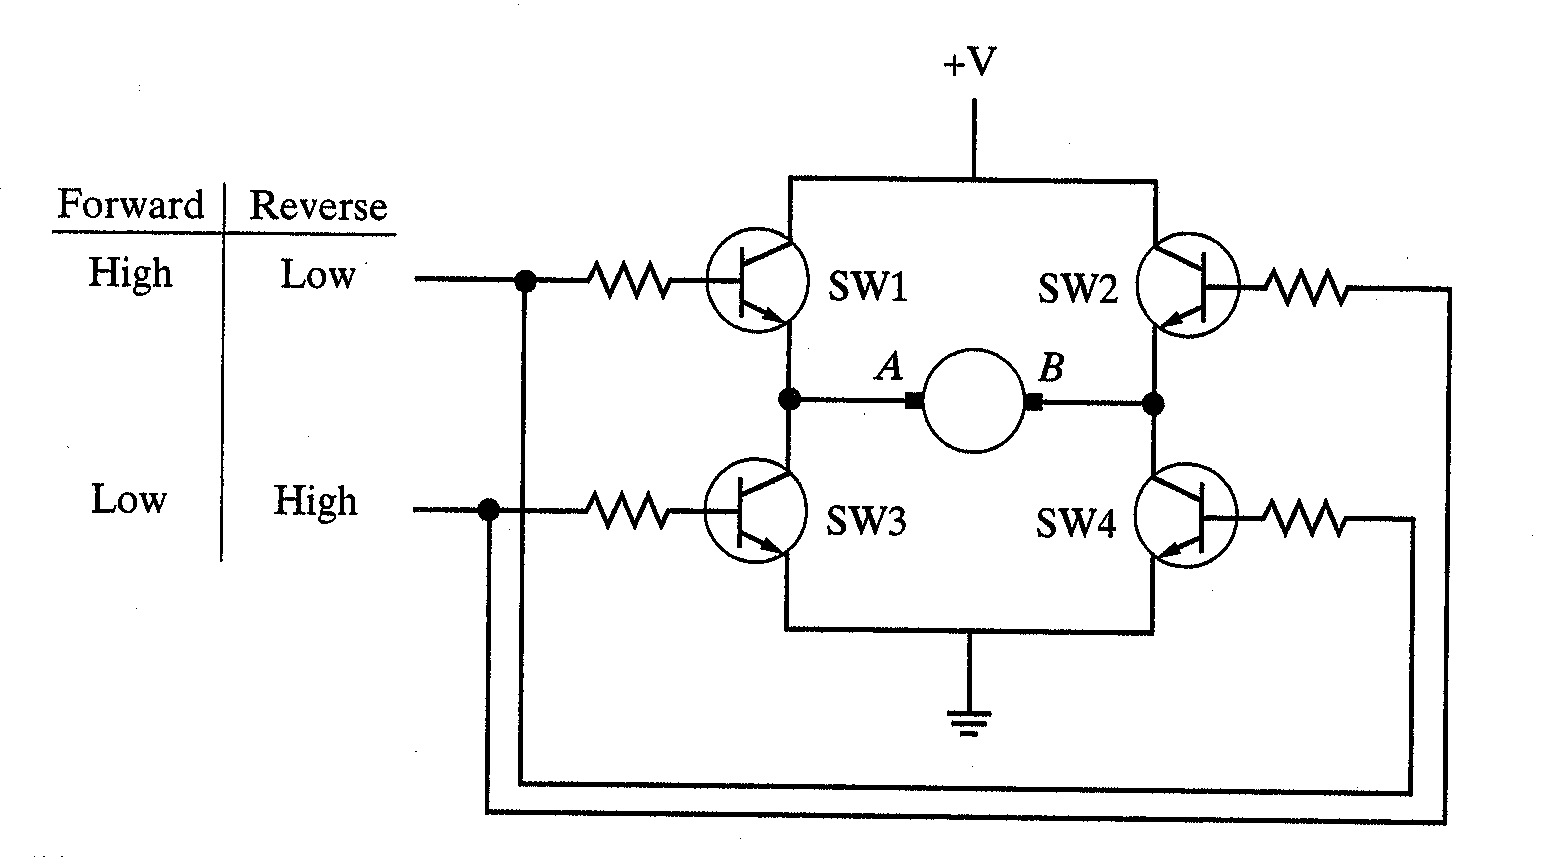 +V
Forward Reverse
High Low
SW1
SW2
A
B
Low High
SW3
SW4